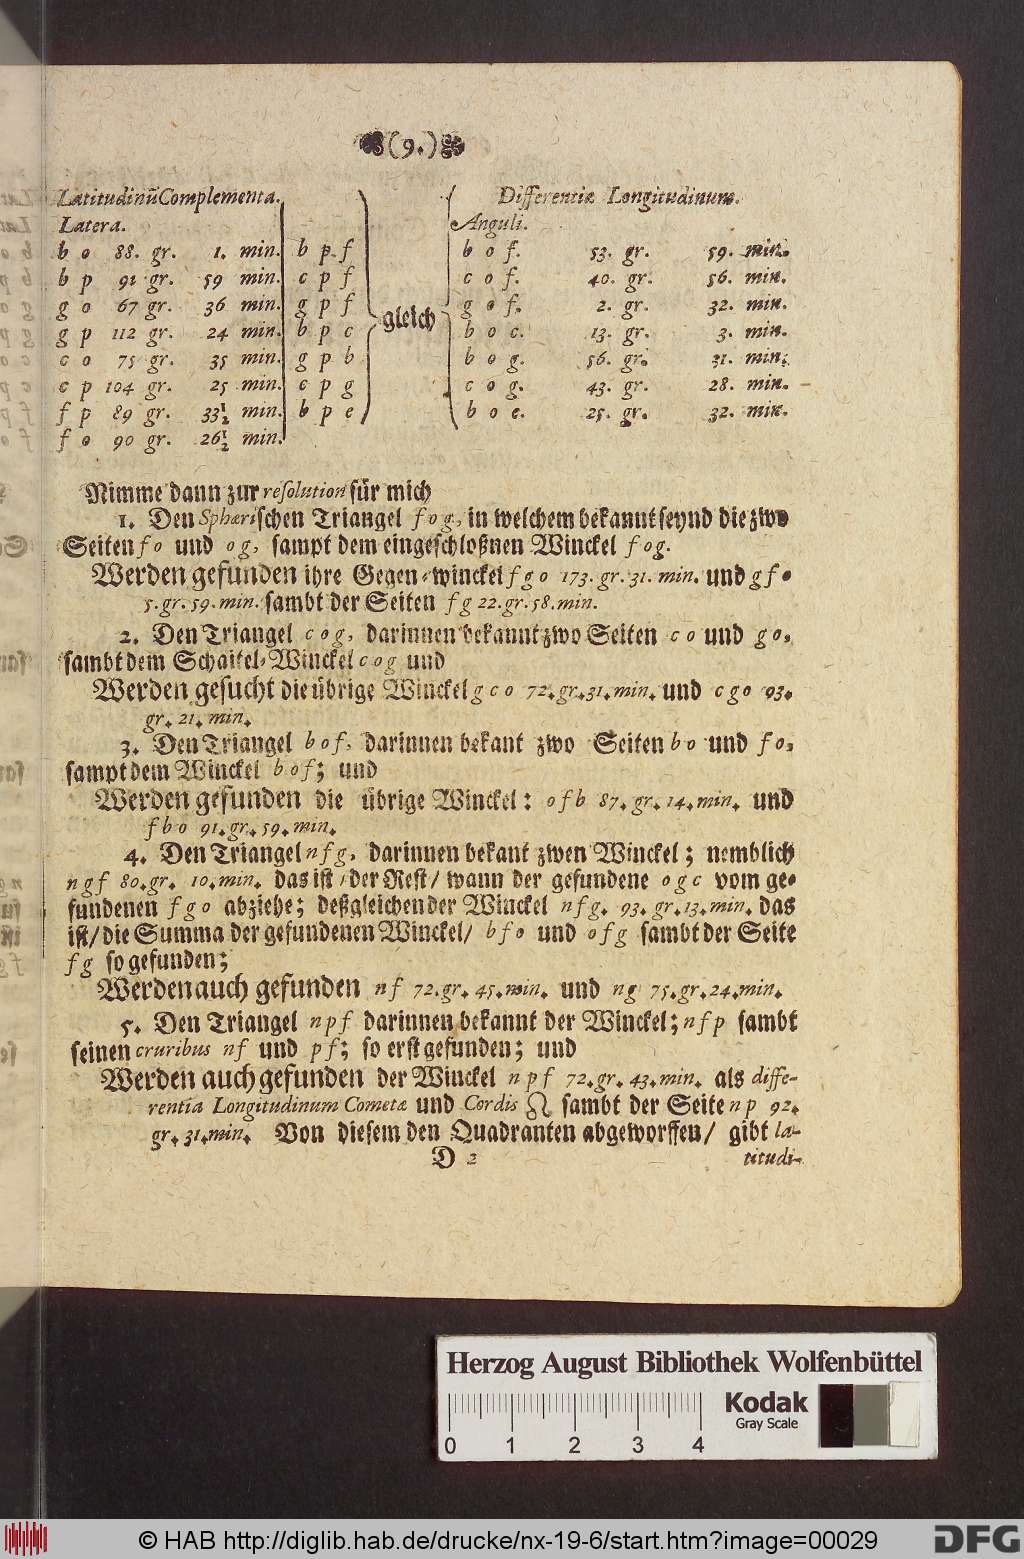 (9.)
Latitudinũ Complementa. Differentiæ Longitudinum.
Latera. Anguli.
b o 88. gr. 1. min. b p f b o f. 53. gr. 59. min.
b p 91 gr. 59 min. c p f c o f. 40. gr. 56. min.
g o 67 gr. 36 min. g p f g o f. 2. gr. 32. min.
g p 112 gr. 24 min. b p c gleich b o c. 13. gr. 3. min.
c o 75 gr. 35 min. g p b b o g. 56. gr. 31. min.
c p 104 gr. 25 min. c p g c o g. 43. gr. 28. min.
f p 89 gr. 33½ min. b p e b o e. 25. gr. 32. min.
f o 90 gr. 26½ min.
Nimme dann zur resolution für mich
1. Den Sphærischen Triangel f o g, in welchem bekannt seynd die zwo
Seiten f o und o g, sampt dem eingeschloßnen Winckel f o g.
Werden gefunden ihre Gegen-winckel f g o 173. gr. 31. min. und g f o
5. gr. 59. min. sambt der Seiten f g 22. gr. 58. min.
2. Den Triangel c o g, darinnen bekannt zwo Seiten c o und g o,
sambt dem Schaitel-Winckel c o g und
Werden gesucht die übrige Winckel g c o 72. gr. 31. min. und c g o 93.
gr. 21. min.
3. Den Triangel b o f, darinnen bekant zwo Seiten b o und f o,
sampt dem Winckel b o f; und
Werden gefunden die übrige Winckel: o f b 87. gr. 14. min. und
f b o 91. gr. 59. min.
4. Den Triangel n f g, darinnen bekant zwen Winckel; nemblich
n g f 80. gr. 10. min. das ist / der Rest / wann der gefundene o g c vom ge-
fundenen f g o abziehe; deßgleichen der Winckel n f g. 93. gr. 13. min. das
ist / die Summa der gefundenen Winckel / b f o und o f g sambt der Seite
f g so gefunden;
Werden auch gefunden n f 72. gr. 45. min. und n g 75. gr. 24. min.
5. Den Triangel n p f darinnen bekannt der Winckel; n f p sambt
seinen cruribus n f und p f; so erst gefunden; und
Werden auch gefunden der Winckel n p f 72. gr. 43. min. als diffe-
rentia Longitudinum Cometæ und Cordis ♌ sambt der Seite n p 92.
gr. 31. min. Von diesem den Quadranten abgeworffen / gibt la-
D 2 titudi-
Herzog August Bibliothek Wolfenbüttel
Kodak
Gray Scale
0 1 2 3 4
© HAB http://diglib.hab.de/drucke/nx-19-6/start.htm?image=00029
DFG